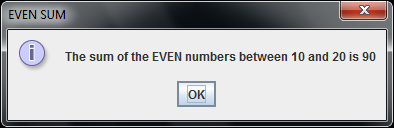 EVEN SUM
The sum of the EVEN numbers between 10 and 20 is 90
OK